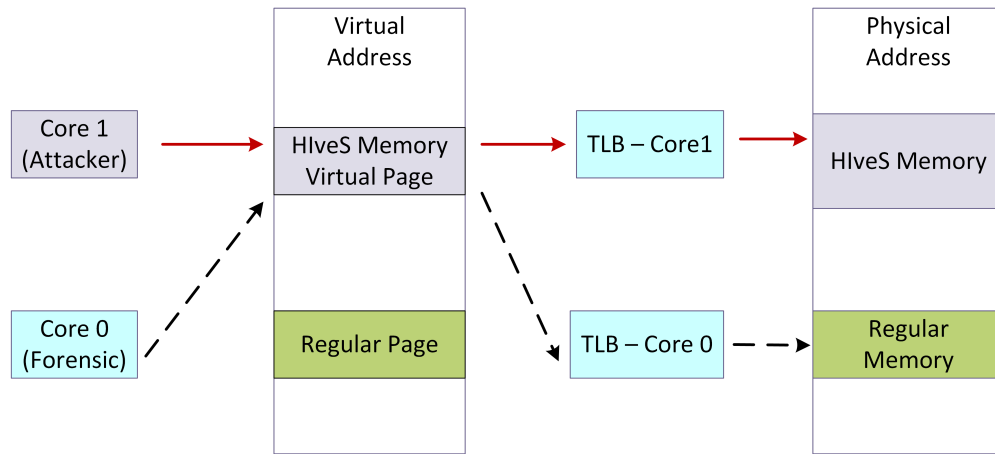 Virtual
Address
Physical
Address
Core 1
(Attacker)
HIveS Memory
Virtual Page
TLB – Core1
HIveS Memory
Core 0
(Forensic)
Regular Page
TLB – Core 0
Regular
Memory